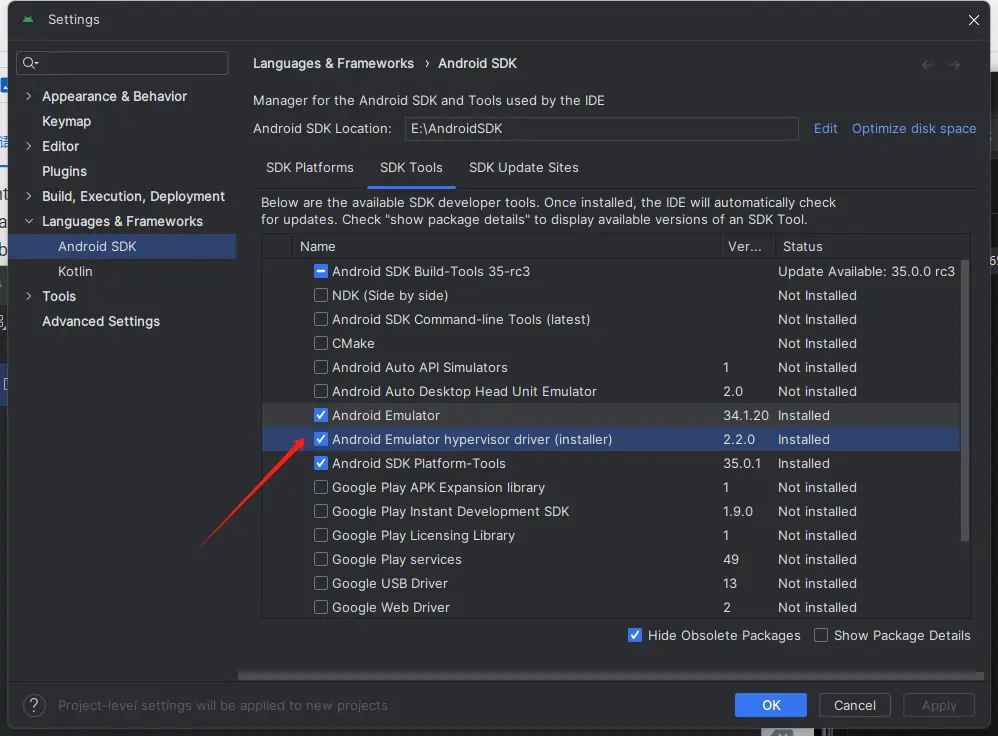 Settings
Languages & Frameworks › Android SDK
Appearance & Behavior
Keymap
Editor
Plugins
Build, Execution, Deployment
Languages & Frameworks
Android SDK
Kotlin
Tools
Advanced Settings
Manager for the Android SDK and Tools used by the IDE
Android SDK Location: E:\AndroidSDK Edit Optimize disk space
SDK Platforms SDK Tools SDK Update Sites
Below are the available SDK developer tools. Once installed, the IDE will automatically check
for updates. Check "show package details" to display available versions of an SDK Tool.
Name Ver... Status
Android SDK Build-Tools 35-rc3 Update Available: 35.0.0 rc3
NDK (Side by side) Not Installed
Android SDK Command-line Tools (latest) Not Installed
CMake Not Installed
Android Auto API Simulators 1 Not installed
Android Auto Desktop Head Unit Emulator 2.0 Not installed
Android Emulator 34.1.20 Installed
Android Emulator hypervisor driver (installer) 2.2.0 Installed
Android SDK Platform-Tools 35.0.1 Installed
Google Play APK Expansion library 1 Not installed
Google Play Instant Development SDK 1.9.0 Not installed
Google Play Licensing Library 1 Not installed
Google Play services 49 Not installed
Google USB Driver 13 Not installed
Google Web Driver 2 Not installed
Hide Obsolete Packages Show Package Details
? Project-level settings will be applied to new projects
OK Cancel Apply